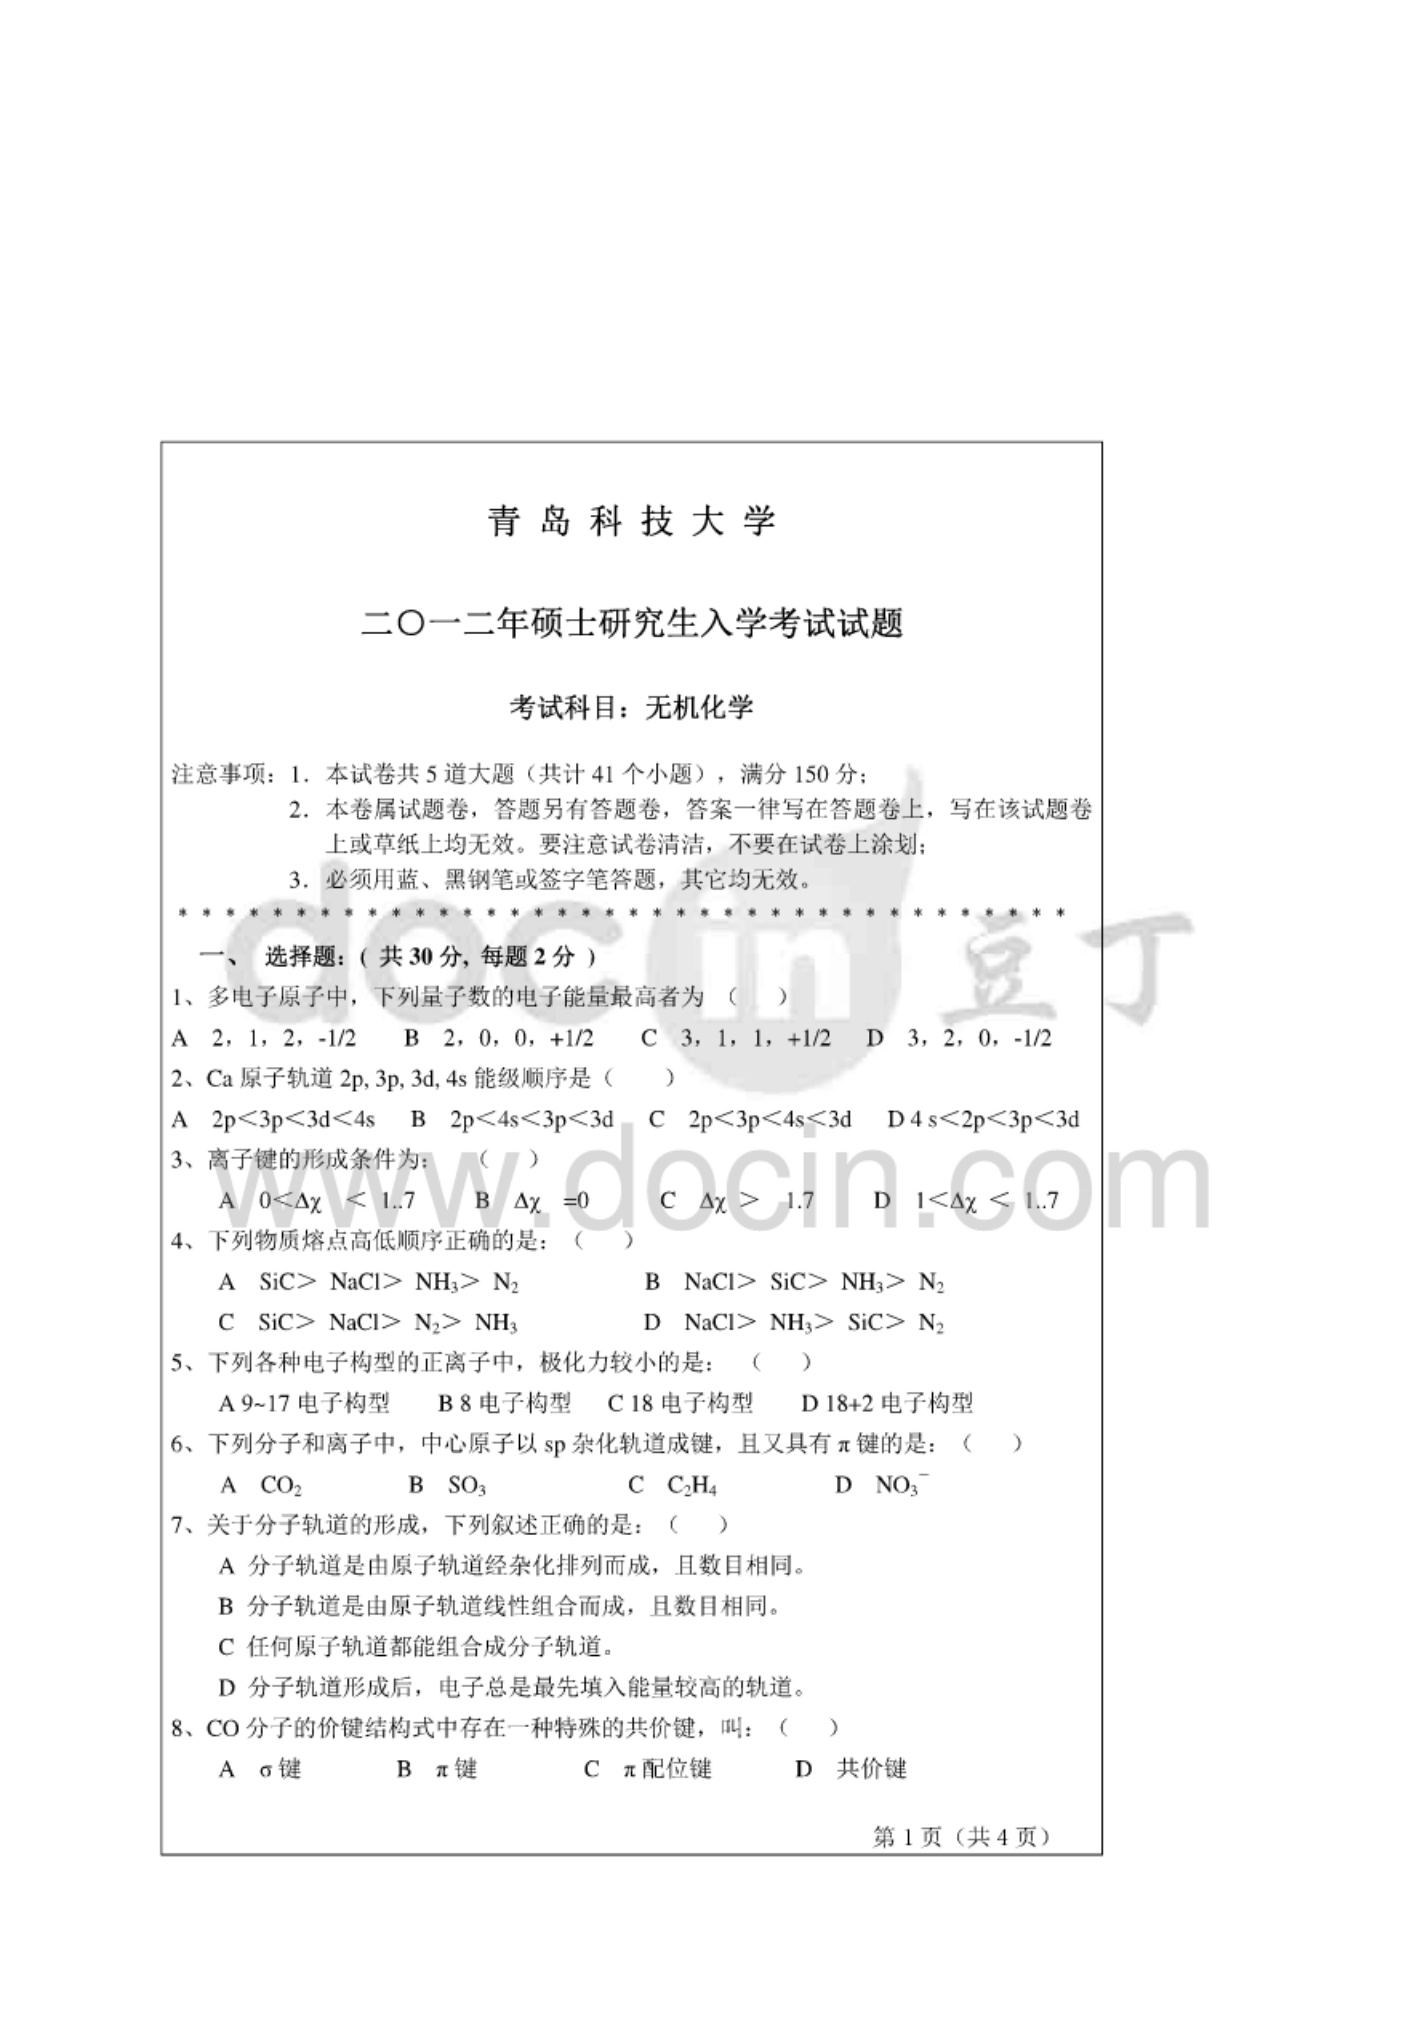 青 岛 科 技 大 学
二〇一二年硕士研究生入学考试试题
考试科目：无机化学
注意事项：1．本试卷共 5 道大题（共计 41 个小题），满分 150 分；
2．本卷属试题卷，答题另有答题卷，答案一律写在答题卷上，写在该试题卷
上或草纸上均无效。要注意试卷清洁，不要在试卷上涂划；
3．必须用蓝、黑钢笔或签字笔答题，其它均无效。
* * * * * * * * * * * * * * * * * * * * * * * * * * * * * * * * * * * * * *
docin 豆丁
一、 选择题：( 共 30 分, 每题 2 分 )
1、多电子原子中，下列量子数的电子能量最高者为 （ ）
A 2，1，2，-1/2 B 2，0，0，+1/2 C 3，1，1，+1/2 D 3，2，0，-1/2
2、Ca 原子轨道 2p, 3p, 3d, 4s 能级顺序是（ ）
A 2p＜3p＜3d＜4s B 2p＜4s＜3p＜3d C 2p＜3p＜4s＜3d D 4 s＜2p＜3p＜3d
3、离子键的形成条件为： （ ）
www.docin.com
A 0＜Δχ ＜ 1..7 B Δχ =0 C Δχ ＞ 1.7 D 1＜Δχ ＜ 1..7
4、下列物质熔点高低顺序正确的是：（ ）
A SiC＞ NaCl＞ NH₃＞ N₂ B NaCl＞ SiC＞ NH₃＞ N₂
C SiC＞ NaCl＞ N₂＞ NH₃ D NaCl＞ NH₃＞ SiC＞ N₂
5、下列各种电子构型的正离子中，极化力较小的是： （ ）
A 9~17 电子构型 B 8 电子构型 C 18 电子构型 D 18+2 电子构型
6、下列分子和离子中，中心原子以 sp 杂化轨道成键，且又具有 π 键的是：（ ）
A CO₂ B SO₃ C C₂H₄ D NO₃⁻
7、关于分子轨道的形成，下列叙述正确的是：（ ）
A 分子轨道是由原子轨道经杂化排列而成，且数目相同。
B 分子轨道是由原子轨道线性组合而成，且数目相同。
C 任何原子轨道都能组合成分子轨道。
D 分子轨道形成后，电子总是最先填入能量较高的轨道。
8、CO 分子的价键结构式中存在一种特殊的共价键，叫：（ ）
A σ 键 B π 键 C π 配位键 D 共价键
第 1 页（共 4 页）